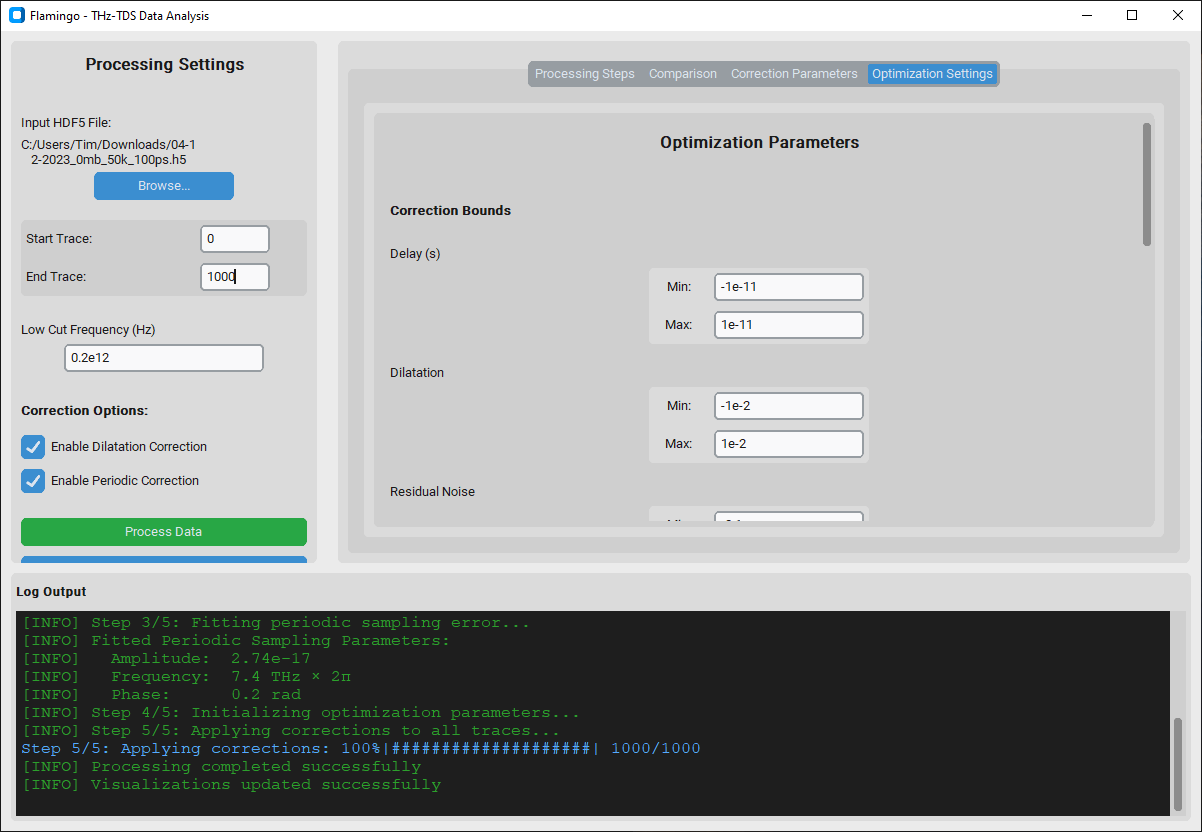 Flamingo - THz-TDS Data Analysis
Processing Settings
Input HDF5 File:
C:/Users/Tim/Downloads/04-1
2-2023_0mb_50k_100ps.h5
Browse...
Start Trace:
0
End Trace:
1000
Low Cut Frequency (Hz)
0.2e12
Correction Options:
Enable Dilatation Correction
Enable Periodic Correction
Process Data
Processing Steps Comparison Correction Parameters Optimization Settings
Optimization Parameters
Correction Bounds
Delay (s)
Min: -1e-11
Max: 1e-11
Dilatation
Min: -1e-2
Max: 1e-2
Residual Noise
Log Output
[INFO] Step 3/5: Fitting periodic sampling error...
[INFO] Fitted Periodic Sampling Parameters:
[INFO] Amplitude: 2.74e-17
[INFO] Frequency: 7.4 THz × 2π
[INFO] Phase: 0.2 rad
[INFO] Step 4/5: Initializing optimization parameters...
[INFO] Step 5/5: Applying corrections to all traces...
Step 5/5: Applying corrections: 100%|####################| 1000/1000
[INFO] Processing completed successfully
[INFO] Visualizations updated successfully